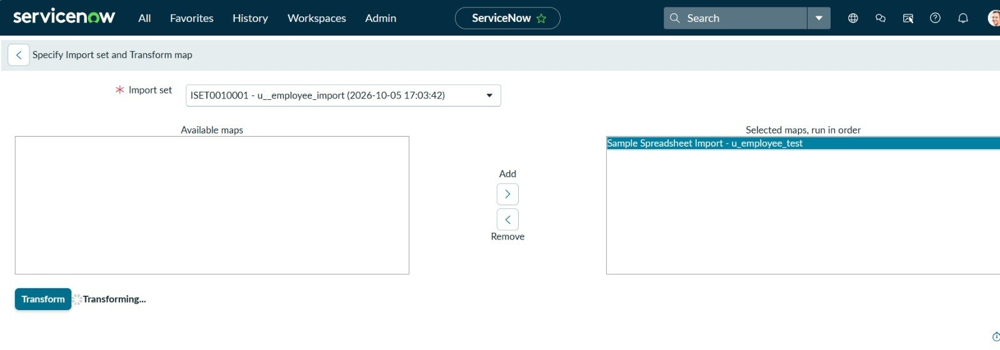 servicenow All Favorites History Workspaces Admin ServiceNow Search
Specify Import set and Transform map
Import set ISET0010001 - u__employee_import (2026-10-05 17:03:42)
Available maps
Selected maps, run in order
Sample Spreadsheet Import - u_employee_test
Add
Remove
Transform Transforming...